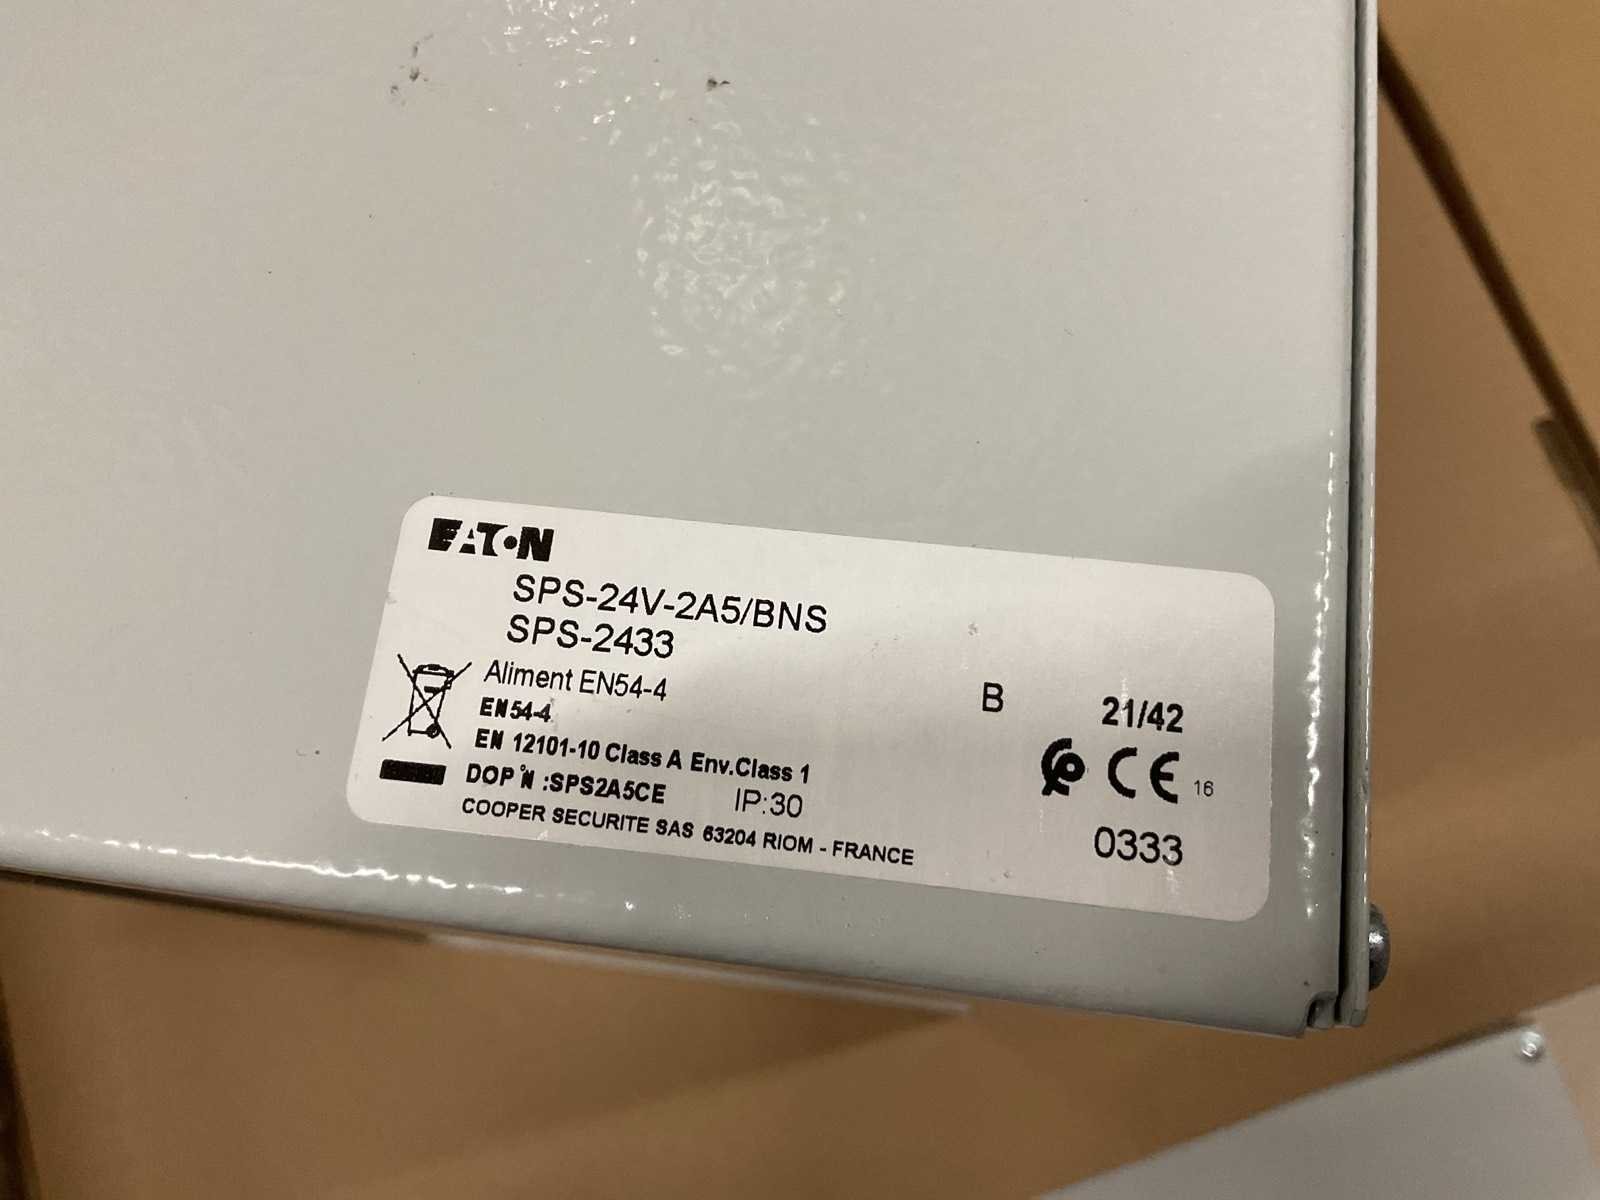 EATON
SPS-24V-2A5/BNS
SPS-2433
Aliment EN54-4
EN54-4
EN 12101-10 Class A Env.Class 1
DOP °N :SPS2A5CE IP:30
COOPER SECURITE SAS 63204 RIOM - FRANCE
B 21/42
CE 16
0333